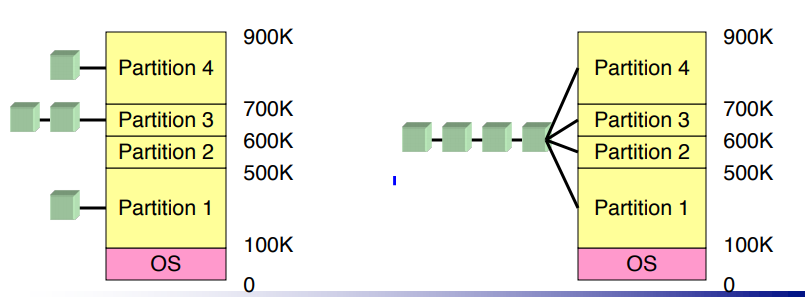 900K
Partition 4
700K
Partition 3
600K
Partition 2
500K
Partition 1
100K
OS
0
900K
Partition 4
700K
Partition 3
600K
Partition 2
500K
Partition 1
100K
OS
0